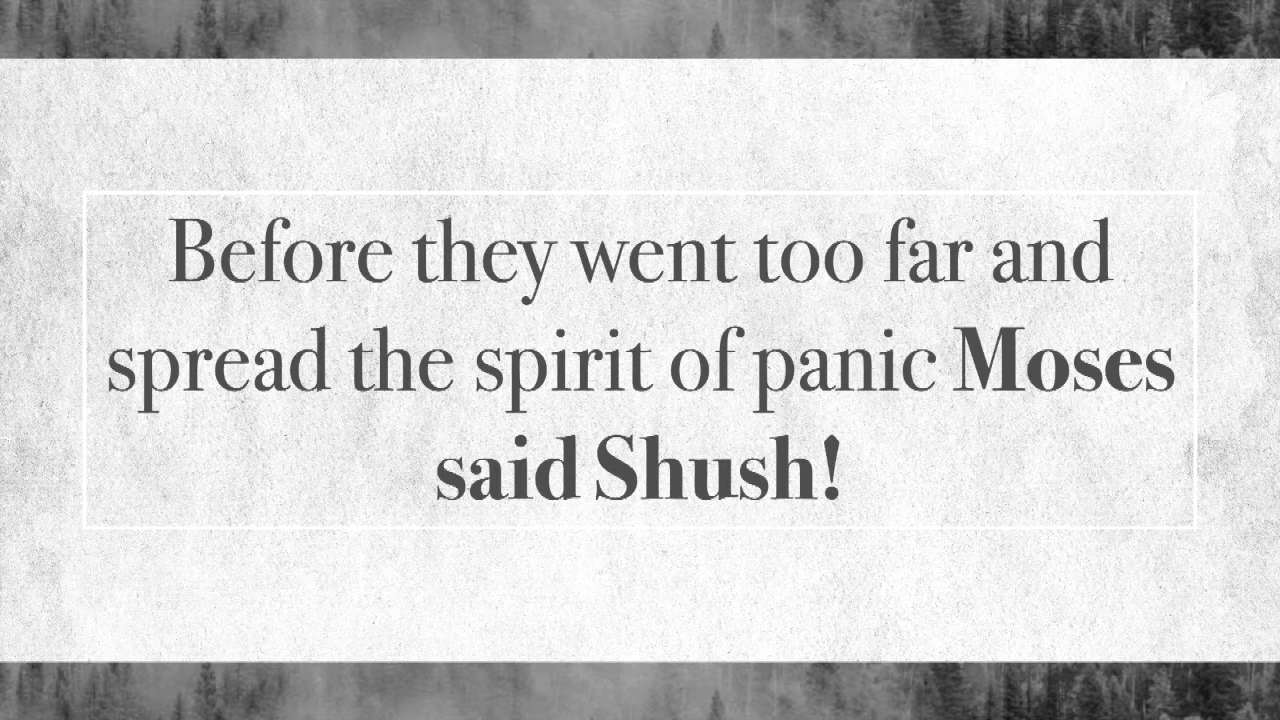 Before they went too far and
spread the spirit of panic Moses
said Shush!